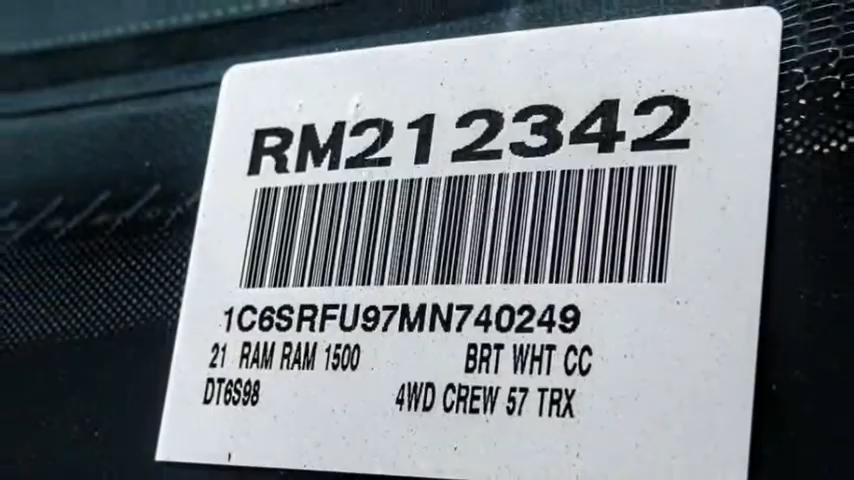 RM212342
1C6SRFU97MN740249
21 RAM RAM 1500 BRT WHT CC
DT6S98 4WD CREW 57 TRX